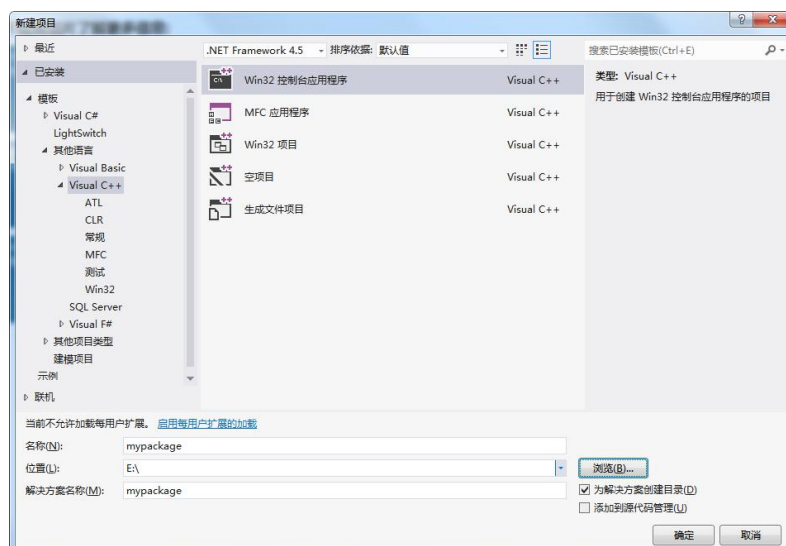 新建项目
了解更多信息:
最近
.NET Framework 4.5
排序依据: 默认值
搜索已安装模板(Ctrl+E)
已安装
模板
Visual C#
LightSwitch
其他语言
Visual Basic
Visual C++
ATL
CLR
常规
MFC
测试
Win32
SQL Server
Visual F#
其他项目类型
建模项目
示例
联机
Win32 控制台应用程序 Visual C++
MFC 应用程序 Visual C++
Win32 项目 Visual C++
空项目 Visual C++
生成文件项目 Visual C++
类型: Visual C++
用于创建 Win32 控制台应用程序的项目
当前不允许加载每用户扩展。 启用每用户扩展的加载
名称(N): mypackage
位置(L): E:\
浏览(B)...
解决方案名称(M): mypackage
为解决方案创建目录(D)
添加到源代码管理(U)
确定 取消